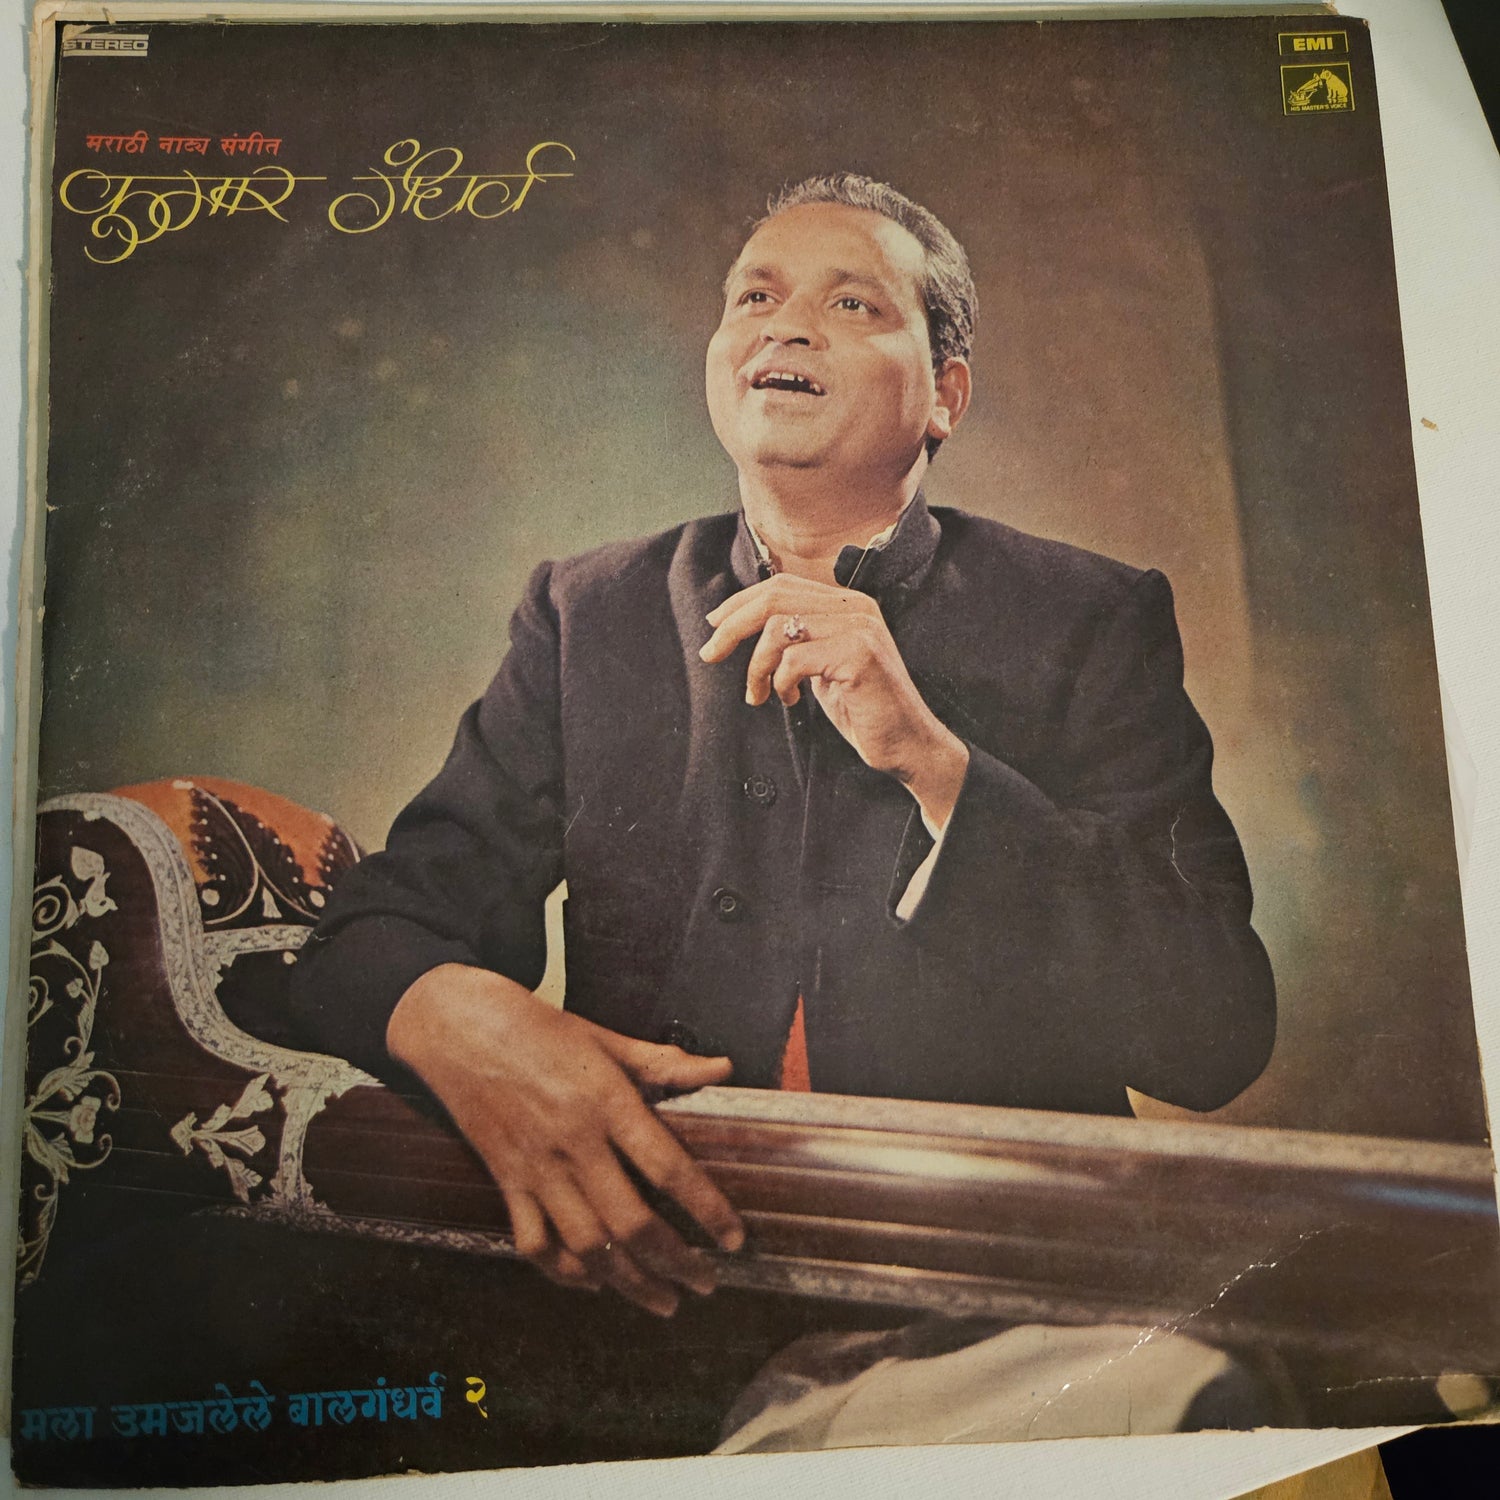 STEREO
EMI
HIS MASTER'S VOICE
मराठी नाट्य संगीत
कुमार गंधर्व
मला उमजलेले बालगंधर्व २